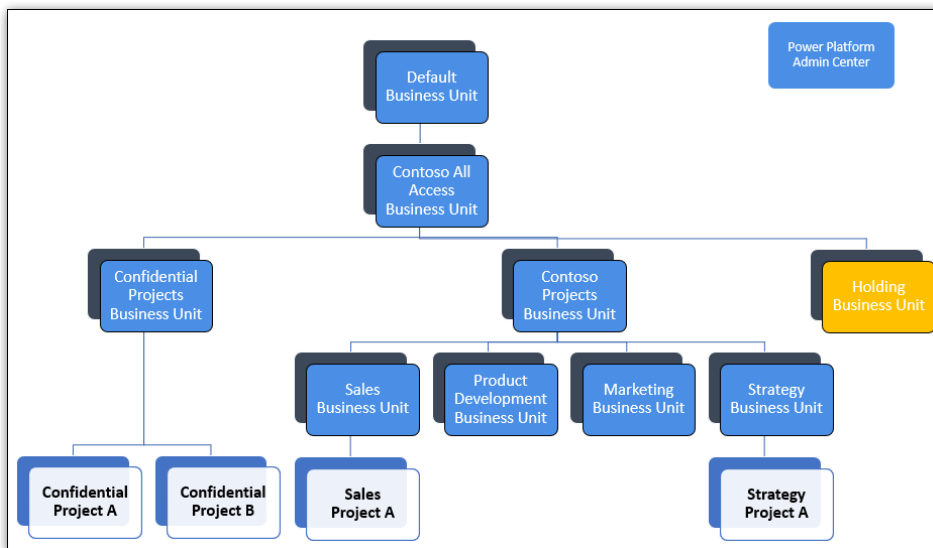 Power Platform
Admin Center
Default
Business Unit
Contoso All
Access
Business Unit
Confidential
Projects
Business Unit
Contoso
Projects
Business Unit
Holding
Business Unit
Sales
Business Unit
Product
Development
Business Unit
Marketing
Business Unit
Strategy
Business Unit
Confidential
Project A
Confidential
Project B
Sales
Project A
Strategy
Project A